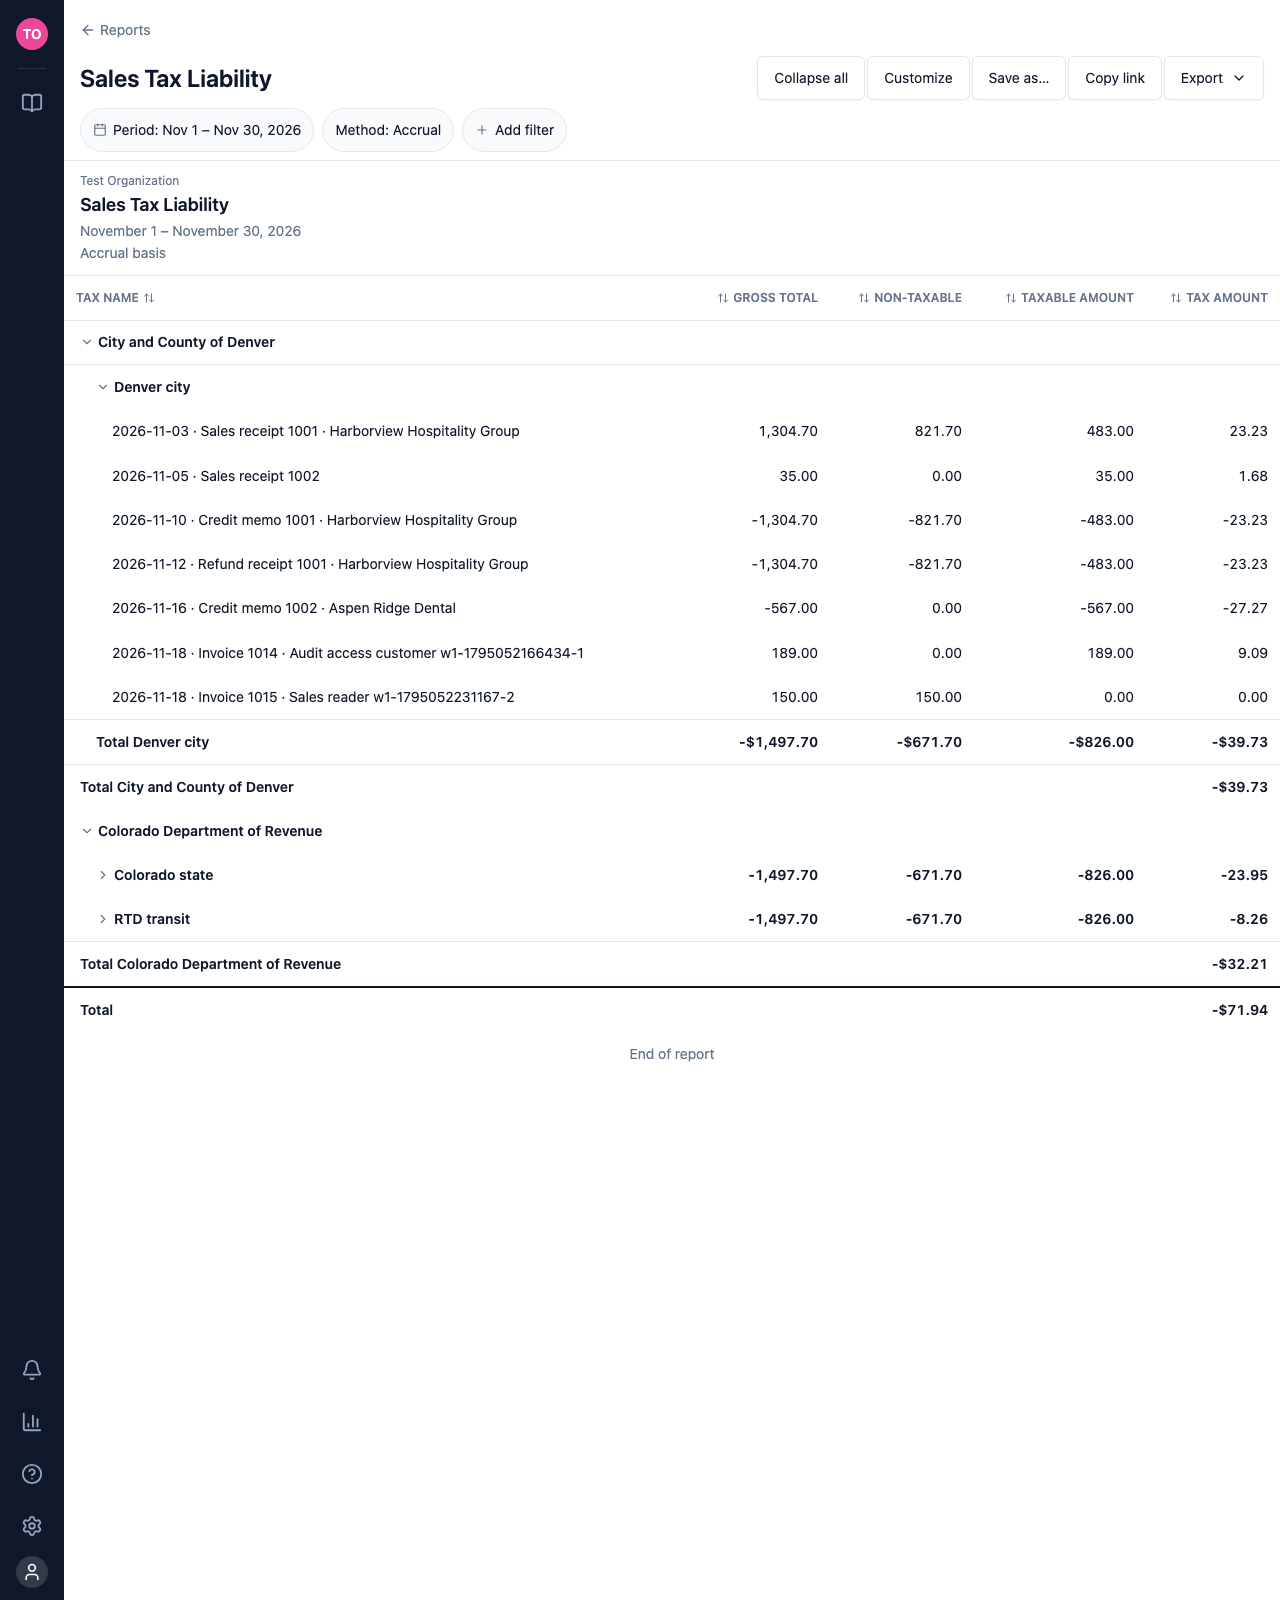 TO
Reports
Sales Tax Liability
Collapse all
Customize
Save as...
Copy link
Export
Period: Nov 1 – Nov 30, 2026
Method: Accrual
Add filter
Test Organization
Sales Tax Liability
November 1 – November 30, 2026
Accrual basis
TAX NAME GROSS TOTAL NON-TAXABLE TAXABLE AMOUNT TAX AMOUNT
City and County of Denver
Denver city
2026-11-03 · Sales receipt 1001 · Harborview Hospitality Group 1,304.70 821.70 483.00 23.23
2026-11-05 · Sales receipt 1002 35.00 0.00 35.00 1.68
2026-11-10 · Credit memo 1001 · Harborview Hospitality Group -1,304.70 -821.70 -483.00 -23.23
2026-11-12 · Refund receipt 1001 · Harborview Hospitality Group -1,304.70 -821.70 -483.00 -23.23
2026-11-16 · Credit memo 1002 · Aspen Ridge Dental -567.00 0.00 -567.00 -27.27
2026-11-18 · Invoice 1014 · Audit access customer w1-1795052166434-1 189.00 0.00 189.00 9.09
2026-11-18 · Invoice 1015 · Sales reader w1-1795052231167-2 150.00 150.00 0.00 0.00
Total Denver city -$1,497.70 -$671.70 -$826.00 -$39.73
Total City and County of Denver -$39.73
Colorado Department of Revenue
Colorado state -1,497.70 -671.70 -826.00 -23.95
RTD transit -1,497.70 -671.70 -826.00 -8.26
Total Colorado Department of Revenue -$32.21
Total -$71.94
End of report